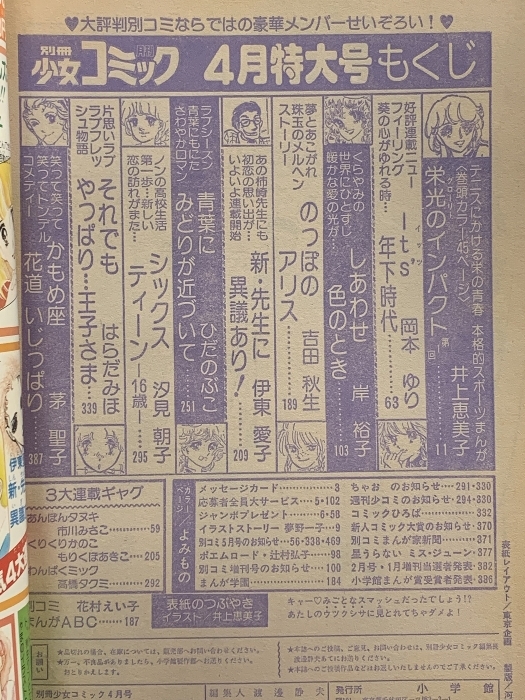 ♥大評判別コミならではの豪華メンバーせいぞろい！♥
別冊少女コミック 4月特大号もくじ
テニスにかける栄の青春 本格的スポーツまんが
〈巻頭カラー45ページ〉
栄光のインパクト 第一回 井上恵美子 11
好評連載ニュー
フィーリング
葵の心がゆれる時…
Its 年下時代 岡本ゆり 63
くらやみの
世界にひとすじ
暖かな愛の光が…
しあわせ色のとき 岸裕子 103
夢とあこがれ
珠玉のメルヘン
ストーリー
のっぽのアリス 吉田秋生 189
あの柿崎先生にも
初恋の思い出が…
いよいよ連載開始
新・先生に異議あり！ 伊東愛子 209
ラブシーズン
青葉にもにた
さわやかロマン
青葉にみどりが近づいて ひだのぶこ 251
ノンの高校生活
第一歩…新しい
恋の訪れがまた…
シックスティーン―16歳― 汐見朝子 295
片思いラブ
ラブフレッ
シュ物語
それでもやっぱり…王子さま… はらだみほ 339
笑って笑って
笑ってトンデル
コメディー
かもめ座花道いじっぱり 茅聖子 387
3大連載ギャグ
あんぽんタヌキ
市川みさこ 59
くりくりかのこ
もりくぼあきこ 205
わんぱくミック
高橋タクミ 292
別コミ 花村えい子
まんがABC 187
カラーページ／よみもの
メッセージカード 3
応募者全員大サービス 5・102
ジャンボプレゼント 6・58
イラストストーリー 夢野一子 9
別コミ5月号のお知らせ 56・338・469
ポエムロード・辻村弘子 98
別コミ増刊号のお知らせ 100
まんが学園 184
ちゃおのお知らせ 291・330
週刊少コミのお知らせ 294・330
コミックひろば 332
新人コミック大賞のお知らせ 370
別コミまんが家新聞 371
星うらない ミス・ジューン 377
2月号・1月増刊当選者発表 382
小学館まんが賞受賞者発表 386
表紙のつぶやき
イラスト／井上恵美子
キャー♡みごとなスマッシュだったでしょう!?
あたしのウツクシサに見とれてちゃダメよ！
表紙レイアウト／東京企画
お願い
別冊少女コミック4月号
編集人 渡辺静夫
発行所 小学館